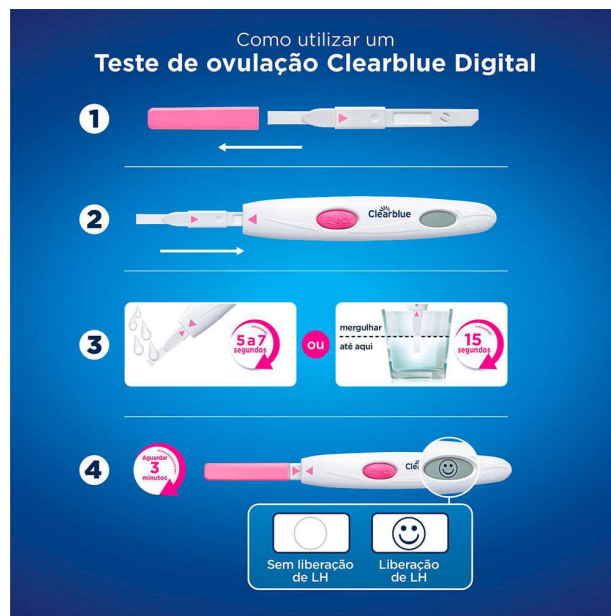 Como utilizar um
Teste de ovulação Clearblue Digital
1
2
Eject
Clearblue
3
5 a 7
segundos
ou
mergulhar
até aqui
15
segundos
4
Aguardar
3
minutos
Sem liberação
de LH
Liberação
de LH